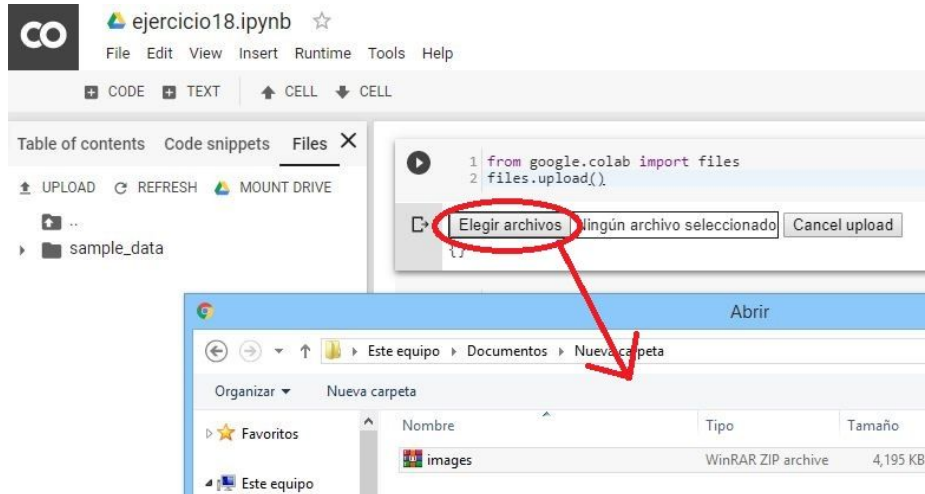 CO
ejercicio18.ipynb
File Edit View Insert Runtime Tools Help
CODE TEXT CELL CELL
Table of contents Code snippets Files X
UPLOAD REFRESH MOUNT DRIVE
..
sample_data
1 from google.colab import files
2 files.upload()
Elegir archivos Ningún archivo seleccionado Cancel upload
{}
Abrir
Este equipo Documentos Nueva carpeta
Organizar Nueva carpeta
Nombre Tipo Tamaño
Favoritos
images WinRAR ZIP archive 4,195 KB
Este equipo